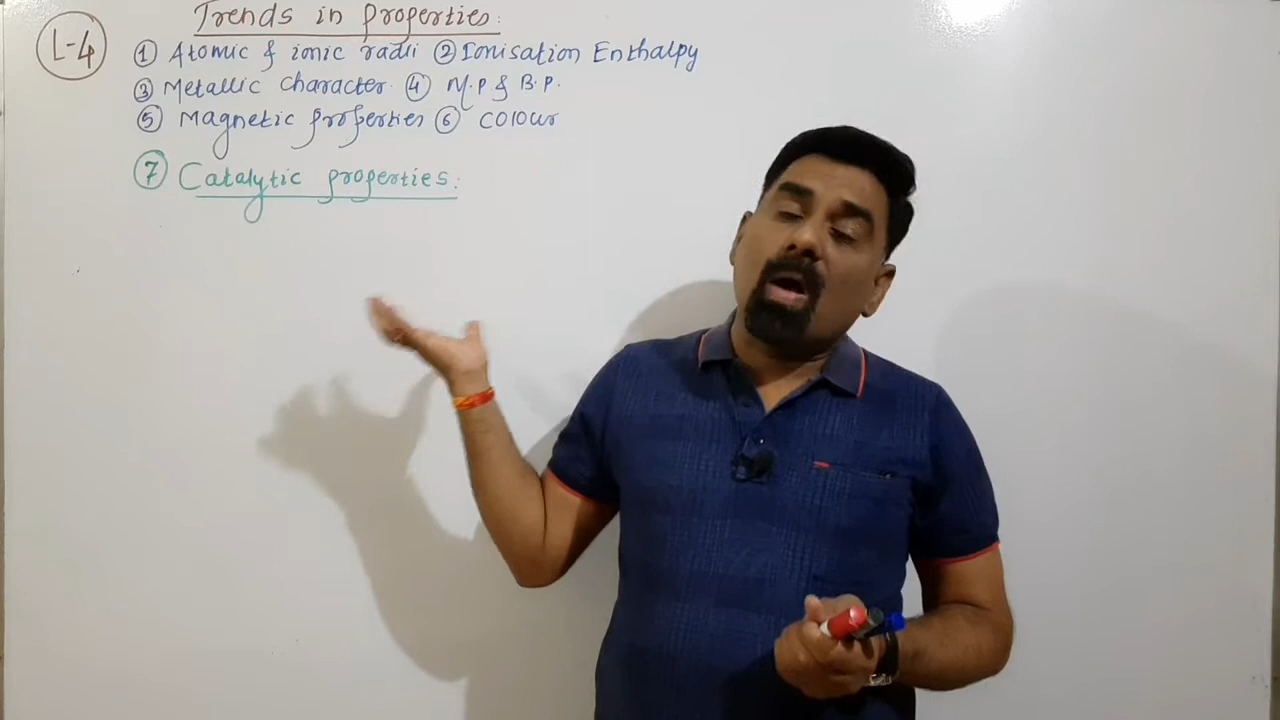 L-4
Trends in properties:
① Atomic & ionic radii ② Ionisation Enthalpy
③ Metallic character. ④ M.P & B.P.
⑤ Magnetic properties ⑥ Colour
⑦ Catalytic properties: